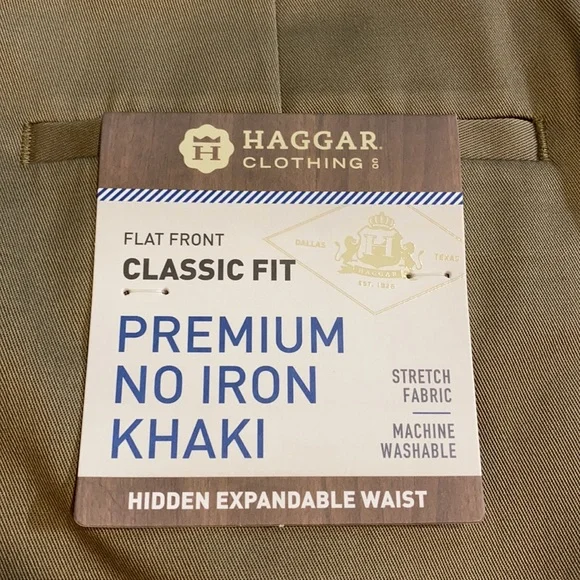 H
HAGGAR®
CLOTHING CO
DALLAS
TEXAS
H
HAGGAR
EST. 1926
FLAT FRONT
CLASSIC FIT
PREMIUM
NO IRON
KHAKI
STRETCH
FABRIC
MACHINE
WASHABLE
HIDDEN EXPANDABLE WAIST